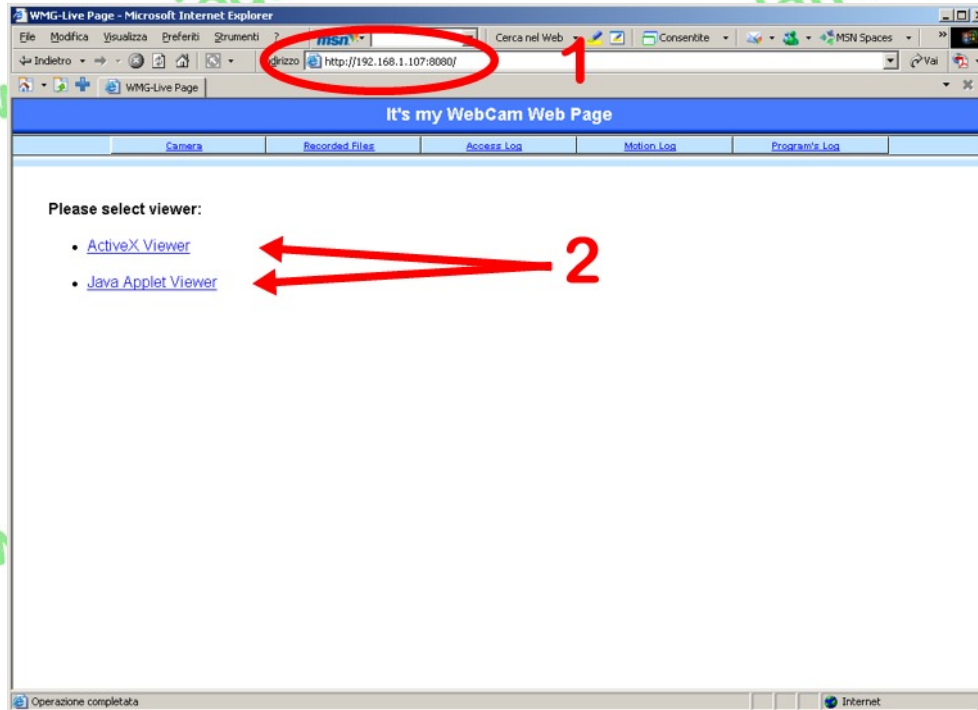 WMG-Live Page - Microsoft Internet Explorer
File Modifica Visualizza Preferiti Strumenti ? msn Cerca nel Web Consentite MSN Spaces »
Indietro http://192.168.1.107:8080/ Vai
WMG-Live Page
1
It's my WebCam Web Page
Camera Recorded Files Access Log Motion Log Program's Log
Please select viewer:
• ActiveX Viewer
• Java Applet Viewer
2
Operazione completata Internet